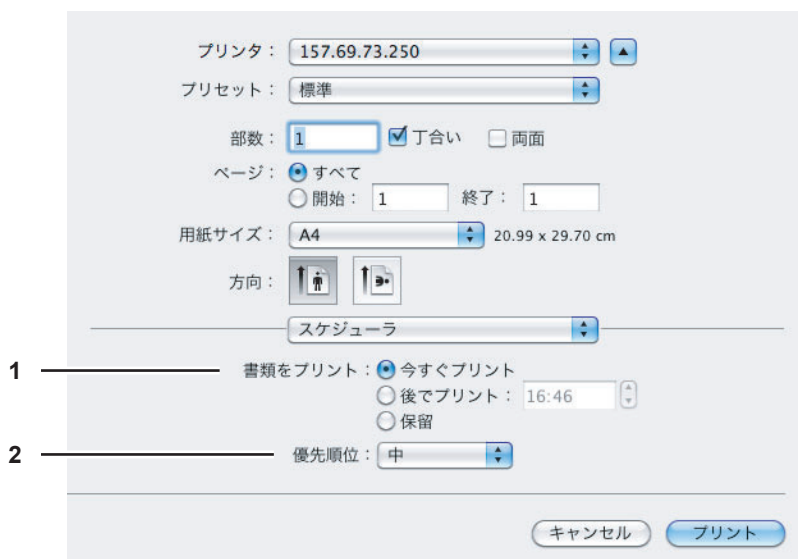 プリンタ： 157.69.73.250
プリセット： 標準
部数： 1 丁合い 両面
ページ： すべて
開始： 1 終了： 1
用紙サイズ： A4 20.99 x 29.70 cm
方向：
スケジューラ
1 書類をプリント： 今すぐプリント
後でプリント： 16:46
保留
2 優先順位： 中
キャンセル プリント